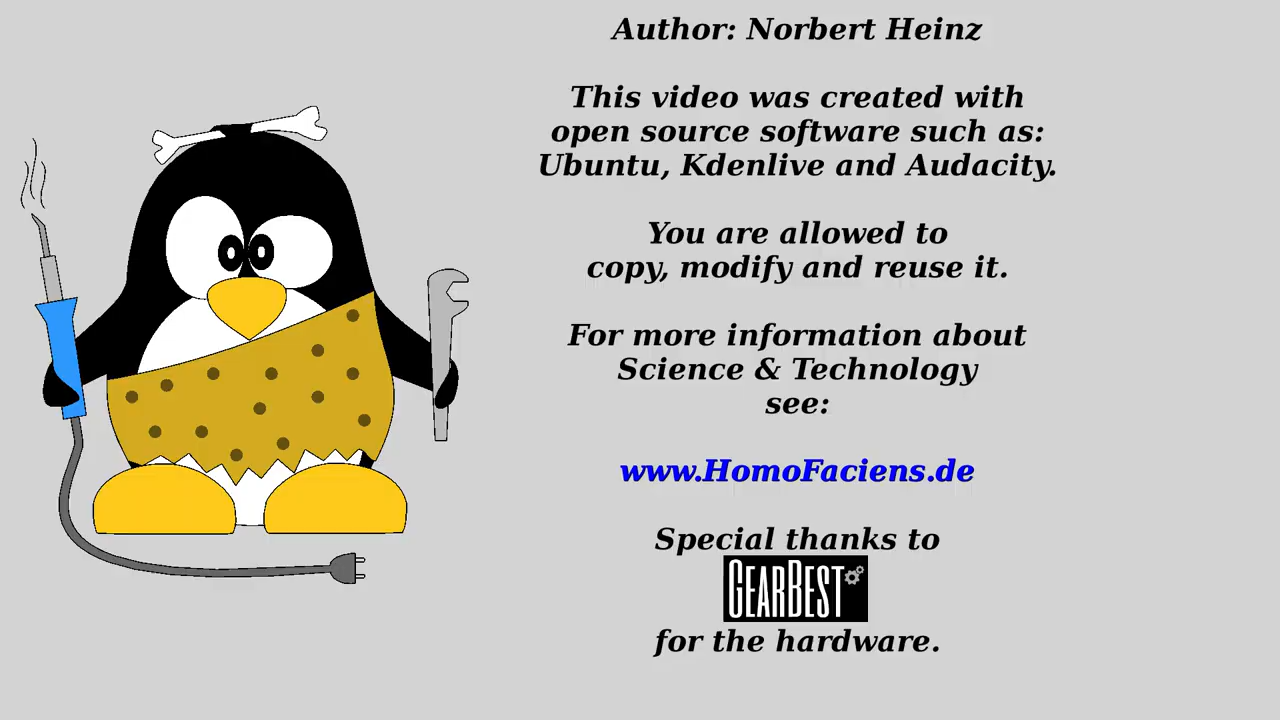 Author: Norbert Heinz
This video was created with
open source software such as:
Ubuntu, Kdenlive and Audacity.
You are allowed to
copy, modify and reuse it.
For more information about
Science & Technology
see:
www.HomoFaciens.de
Special thanks to
GEARBEST
for the hardware.